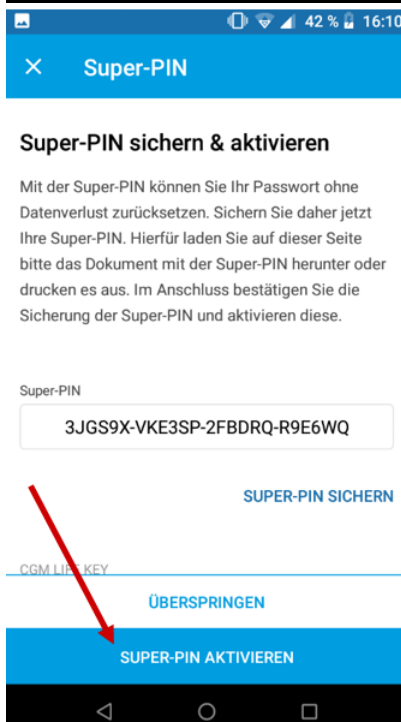 42 % 16:10
Super-PIN
Super-PIN sichern & aktivieren
Mit der Super-PIN können Sie Ihr Passwort ohne
Datenverlust zurücksetzen. Sichern Sie daher jetzt
Ihre Super-PIN. Hierfür laden Sie auf dieser Seite
bitte das Dokument mit der Super-PIN herunter oder
drucken es aus. Im Anschluss bestätigen Sie die
Sicherung der Super-PIN und aktivieren diese.
Super-PIN
3JGS9X-VKE3SP-2FBDRQ-R9E6WQ
SUPER-PIN SICHERN
CGM LIFE KEY
ÜBERSPRINGEN
SUPER-PIN AKTIVIEREN